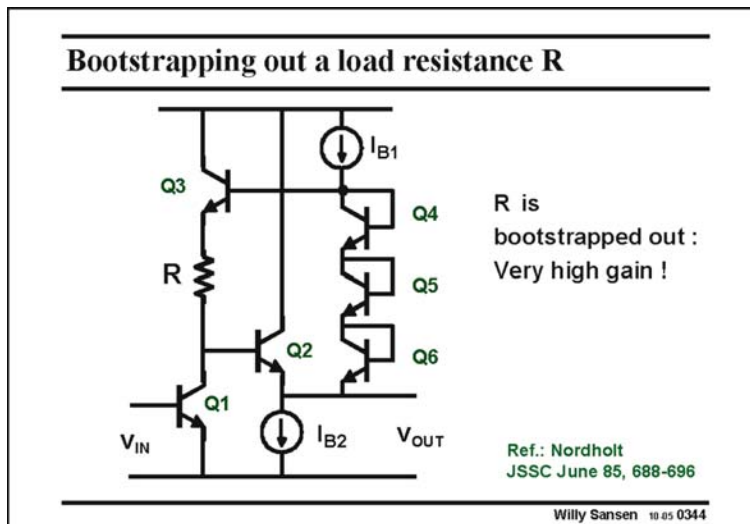 Bootstrapping out a load resistance R
I_B1
Q3
Q4
R is
bootstrapped out :
Very high gain !
R
Q5
Q2
Q6
Q1
V_IN
I_B2
V_OUT
Ref.: Nordholt
JSSC June 85, 688-696
Willy Sansen 10-05 0344